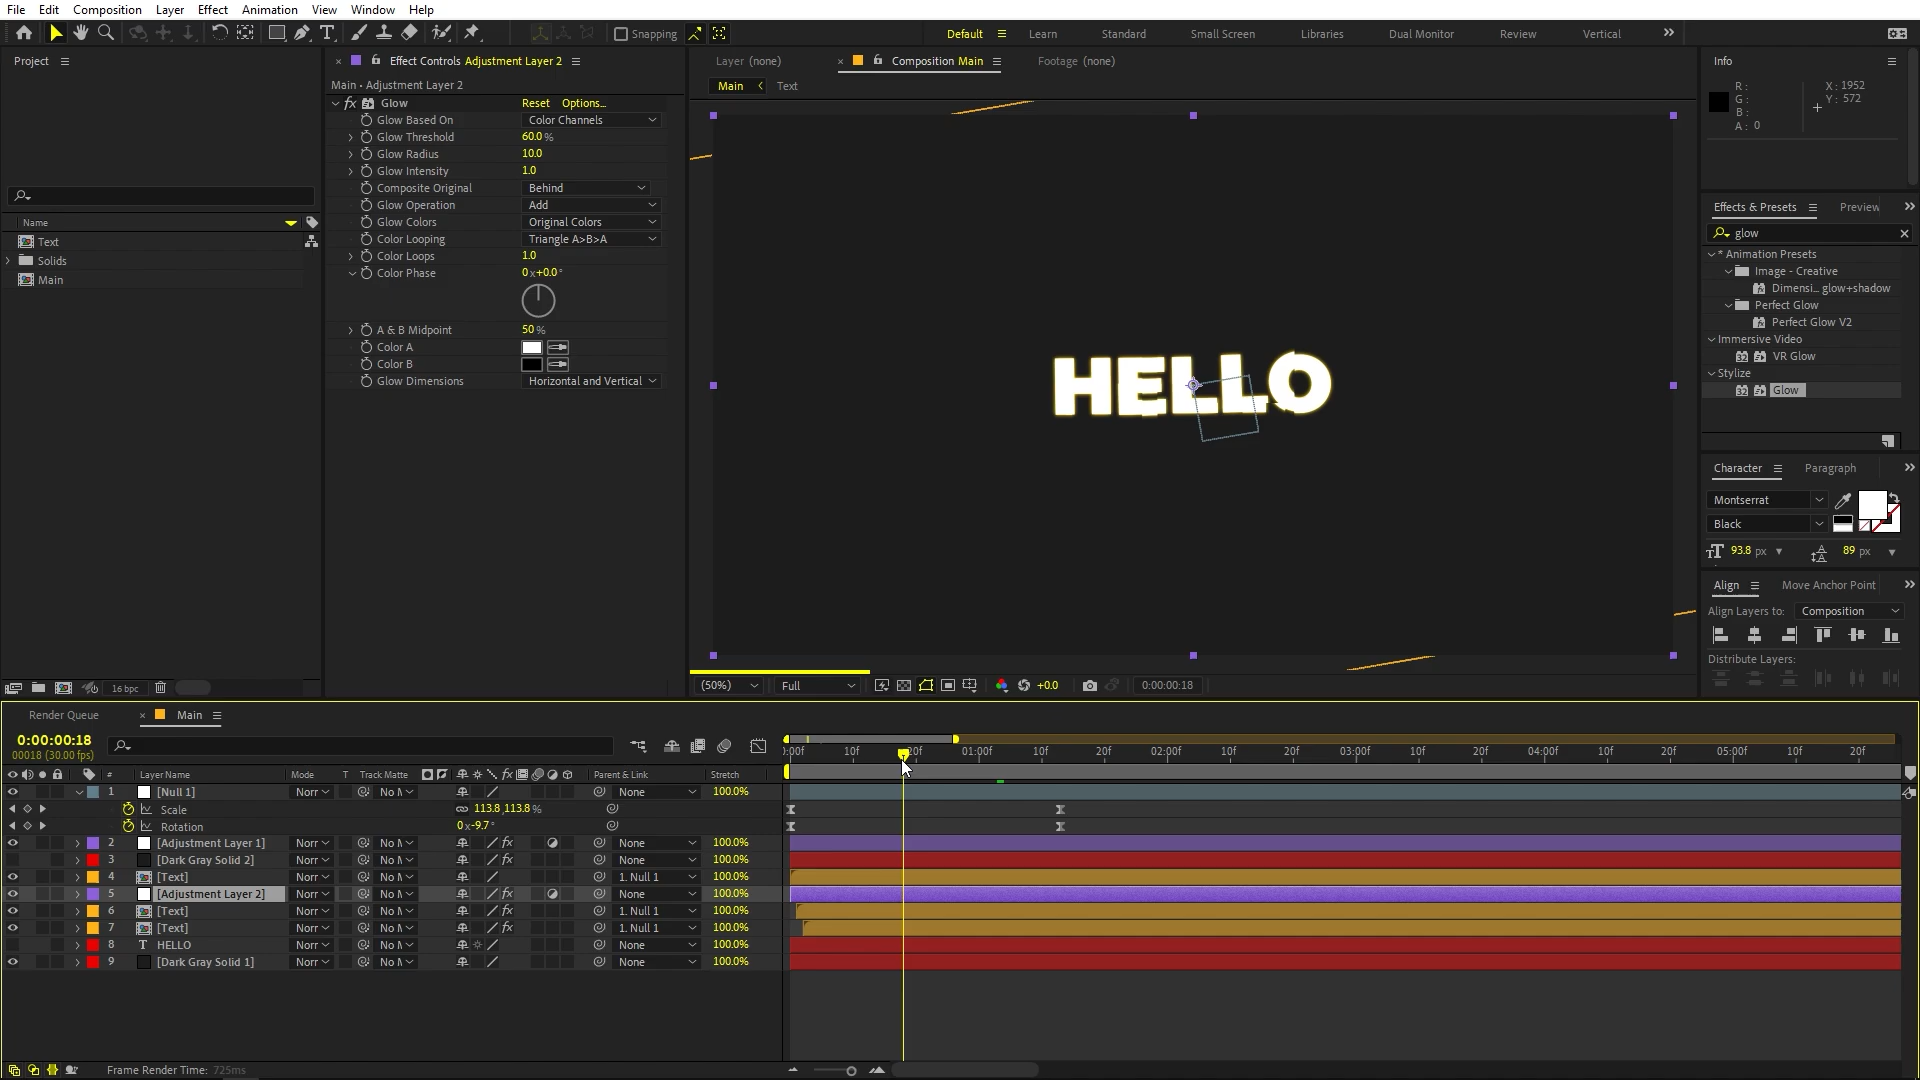 File Edit Composition Layer Effect Animation View Window Help
Snapping
Default Learn Standard Small Screen Libraries Dual Monitor Review Vertical
Project
Name
Text
Solids
Main
16 bpc
Effect Controls Adjustment Layer 2
Main • Adjustment Layer 2
fx Glow Reset Options...
Glow Based On Color Channels
Glow Threshold 60.0 %
Glow Radius 10.0
Glow Intensity 1.0
Composite Original Behind
Glow Operation Add
Glow Colors Original Colors
Color Looping Triangle A>B>A
Color Loops 1.0
Color Phase 0 x+0.0 °
A & B Midpoint 50 %
Color A
Color B
Glow Dimensions Horizontal and Vertical
Layer (none) Composition Main Footage (none)
Main Text
HELLO
(50%) Full +0.0 0:00:00:18
Info
R : X : 1952
G : Y : 572
B :
A : 0
Effects & Presets Preview
glow
* Animation Presets
Image - Creative
Dimensi... glow+shadow
Perfect Glow
Perfect Glow V2
Immersive Video
VR Glow
Stylize
Glow
Character Paragraph
Montserrat
Black
93.8 px 89 px
Align Move Anchor Point
Align Layers to: Composition
Distribute Layers:
Render Queue Main
0:00:00:18
00018 (30.00 fps)
# Layer Name Mode T Track Matte fx Parent & Link Stretch
1 [Null 1] Norr No M None 100.0%
Scale 113.8,113.8 %
Rotation 0 x-9.7 °
2 [Adjustment Layer 1] Norr No M fx None 100.0%
3 [Dark Gray Solid 2] Norr No M fx None 100.0%
4 [Text] Norr No M 1. Null 1 100.0%
5 [Adjustment Layer 2] Norr No M fx None 100.0%
6 [Text] Norr No M fx 1. Null 1 100.0%
7 [Text] Norr No M fx 1. Null 1 100.0%
8 T HELLO Norr No M None 100.0%
9 [Dark Gray Solid 1] Norr No M None 100.0%
):00f 10f 20f 01:00f 10f 20f 02:00f 10f 20f 03:00f 10f 20f 04:00f 10f 20f 05:00f 10f 20f
Frame Render Time: 725ms